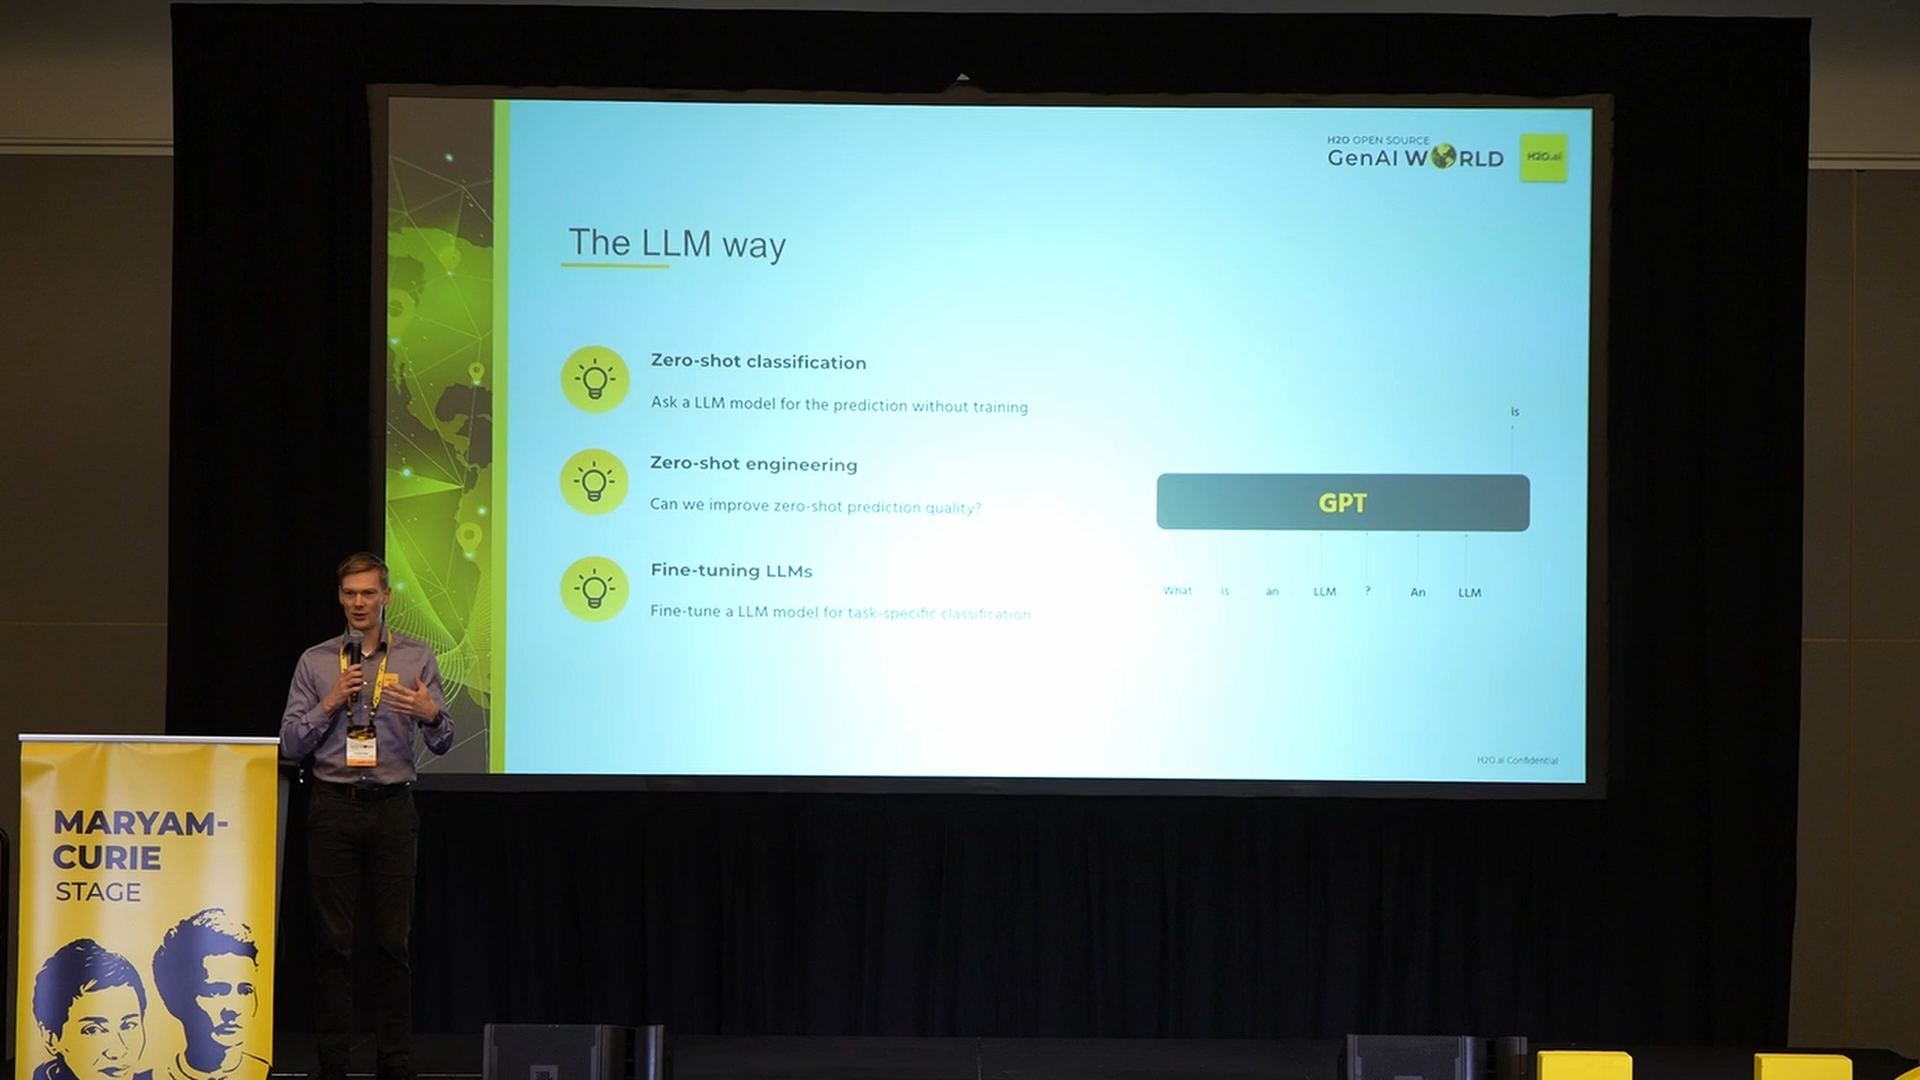 H2O OPEN SOURCE
GenAI WORLD
H2O.ai
The LLM way
Zero-shot classification
Ask a LLM model for the prediction without training
Zero-shot engineering
Can we improve zero-shot prediction quality?
Fine-tuning LLMs
Fine-tune a LLM model for task-specific classification
is
GPT
What is an LLM ? An LLM
H2O.ai Confidential
MARYAM-
CURIE
STAGE